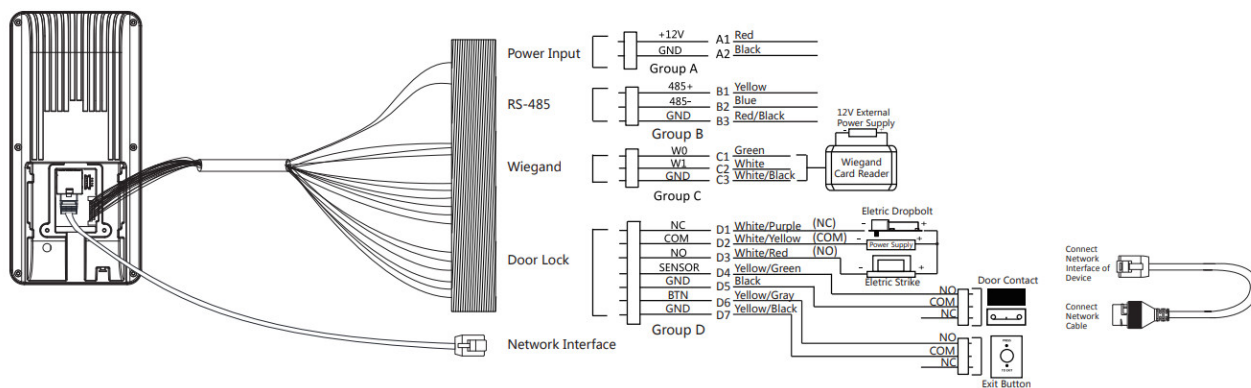 Power Input
+12V A1 Red
GND A2 Black
Group A
RS-485
485+ B1 Yellow
485- B2 Blue
GND B3 Red/Black
Group B
12V External
Power Supply
- +
Wiegand
W0 C1 Green
W1 C2 White
GND C3 White/Black
Group C
Wiegand
Card Reader
Door Lock
NC D1 White/Purple (NC)
COM D2 White/Yellow (COM)
NO D3 White/Red (NO)
SENSOR D4 Yellow/Green
GND D5 Black
BTN D6 Yellow/Gray
GND D7 Yellow/Black
Group D
Eletric Dropbolt
- +
- Power Supply +
- +
Eletric Strike
Door Contact
NO
COM
NC
NO
COM
NC
Exit Button
Network Interface
Connect
Network
Interface of
Device
Connect
Network
Cable